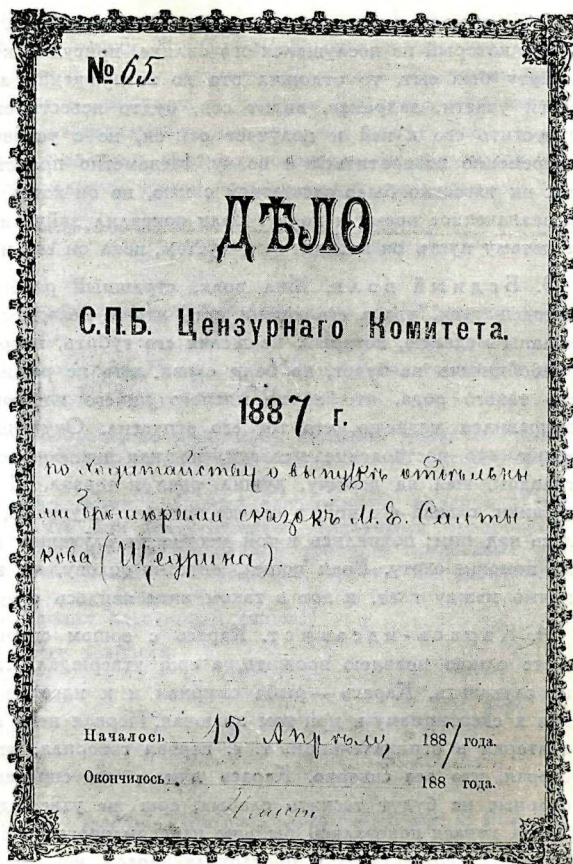 № 65.
ДѢЛО
С.П.Б. Цензурнаго Комитета.
1887 г.
по ходатайству о выпускѣ отдѣльны
ми брошюрами сказокъ М. Е. Салты
кова (Щедрина)
Началось 15 Апрѣля 1887 года.
Окончилось 188 года.